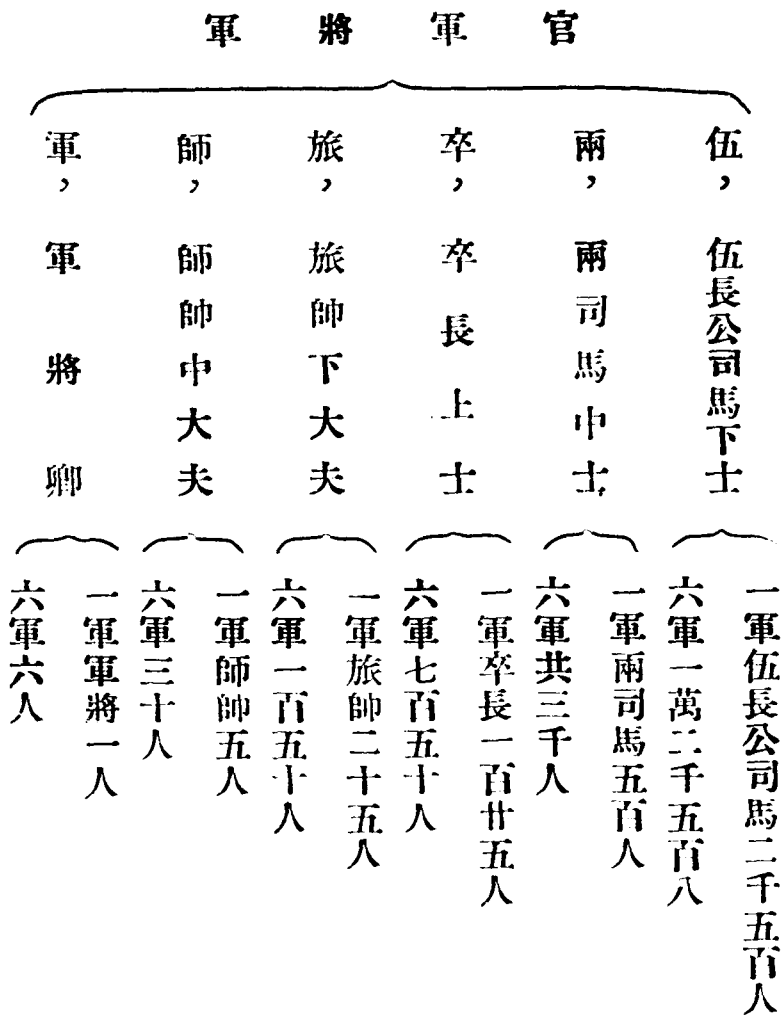 官軍將軍
伍,伍長公司馬下士
一軍伍長公司馬二千五百人
六軍一萬二千五百八
兩,兩司馬中士
一軍兩司馬五百人
六軍共三千人
卒,卒長上士
一軍卒長一百廿五人
六軍七百五十人
旅,旅帥下大夫
一軍旅帥二十五人
六軍一百五十人
師,師帥中大夫
一軍師帥五人
六軍三十人
軍,軍將卿
一軍軍將一人
六軍六人